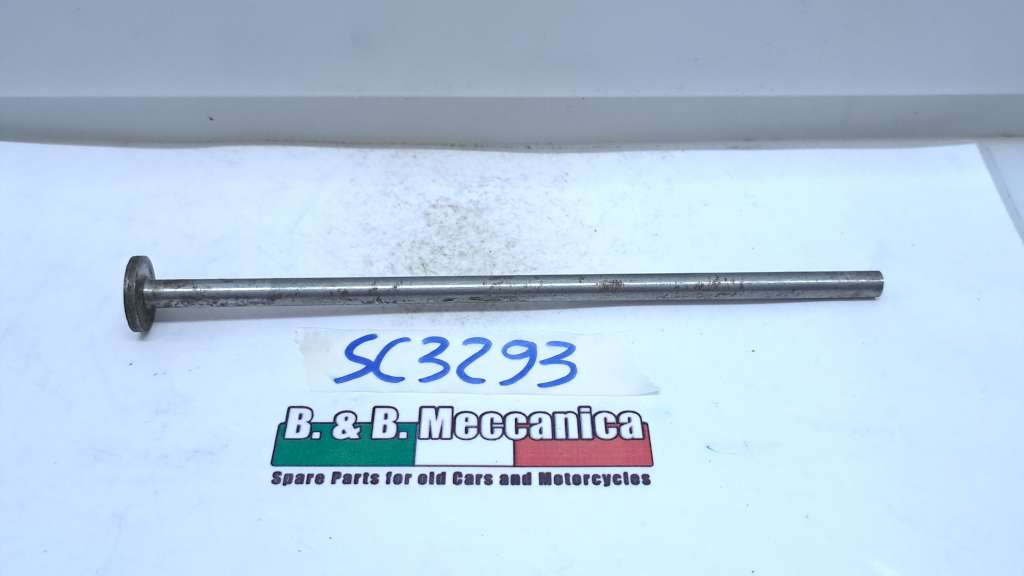 SC3293
B. & B. Meccanica
Spare Parts for old Cars and Motorcycles